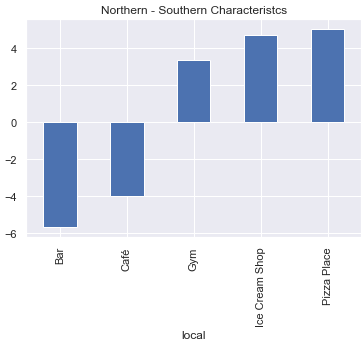 Northern - Southern Characteristcs
4
2
0
−2
−4
−6
Bar
Café
Gym
Ice Cream Shop
Pizza Place
local